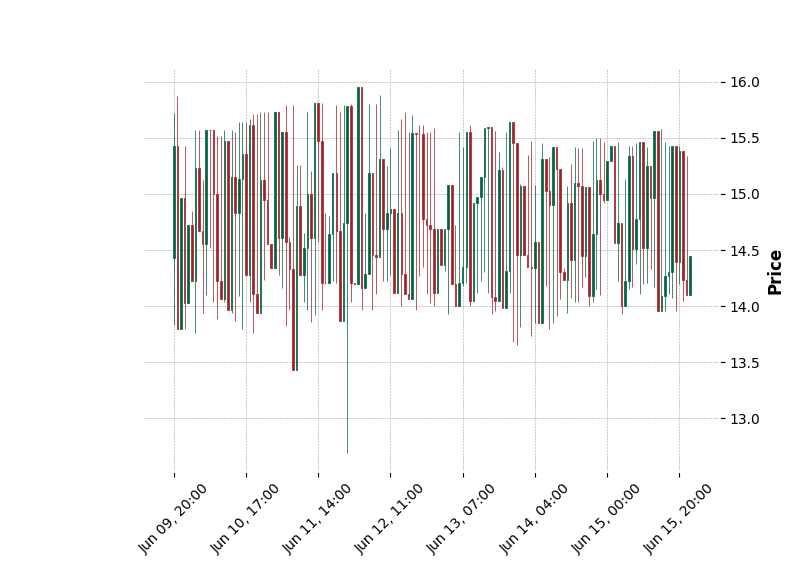 16.0
15.5
15.0
14.5
14.0
13.5
13.0
Price
Jun 09, 20:00
Jun 10, 17:00
Jun 11, 14:00
Jun 12, 11:00
Jun 13, 07:00
Jun 14, 04:00
Jun 15, 00:00
Jun 15, 20:00